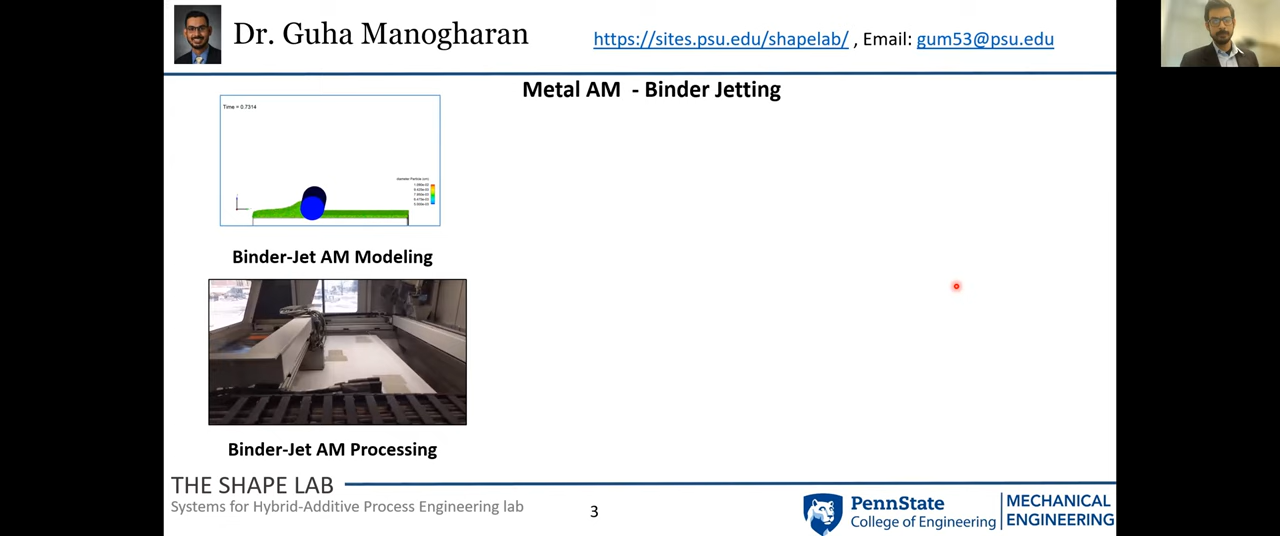 Dr. Guha Manogharan
https://sites.psu.edu/shapelab/ , Email: gum53@psu.edu
Metal AM - Binder Jetting
Time = 0.7314
Binder-Jet AM Modeling
Binder-Jet AM Processing
THE SHAPE LAB
Systems for Hybrid-Additive Process Engineering lab
3
PennState
College of Engineering
MECHANICAL
ENGINEERING